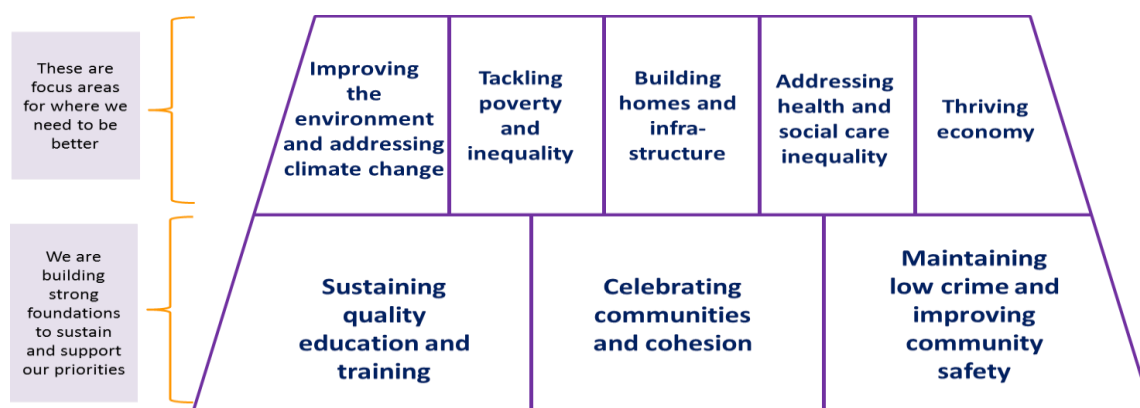 These are
focus areas
for where we
need to be
better
Improving
the
environment
and addressing
climate change
Tackling
poverty
and
inequality
Building
homes and
infra-
structure
Addressing
health and
social care
inequality
Thriving
economy
We are
building
strong
foundations
to sustain
and support
our priorities
Sustaining
quality
education and
training
Celebrating
communities
and cohesion
Maintaining
low crime and
improving
community
safety